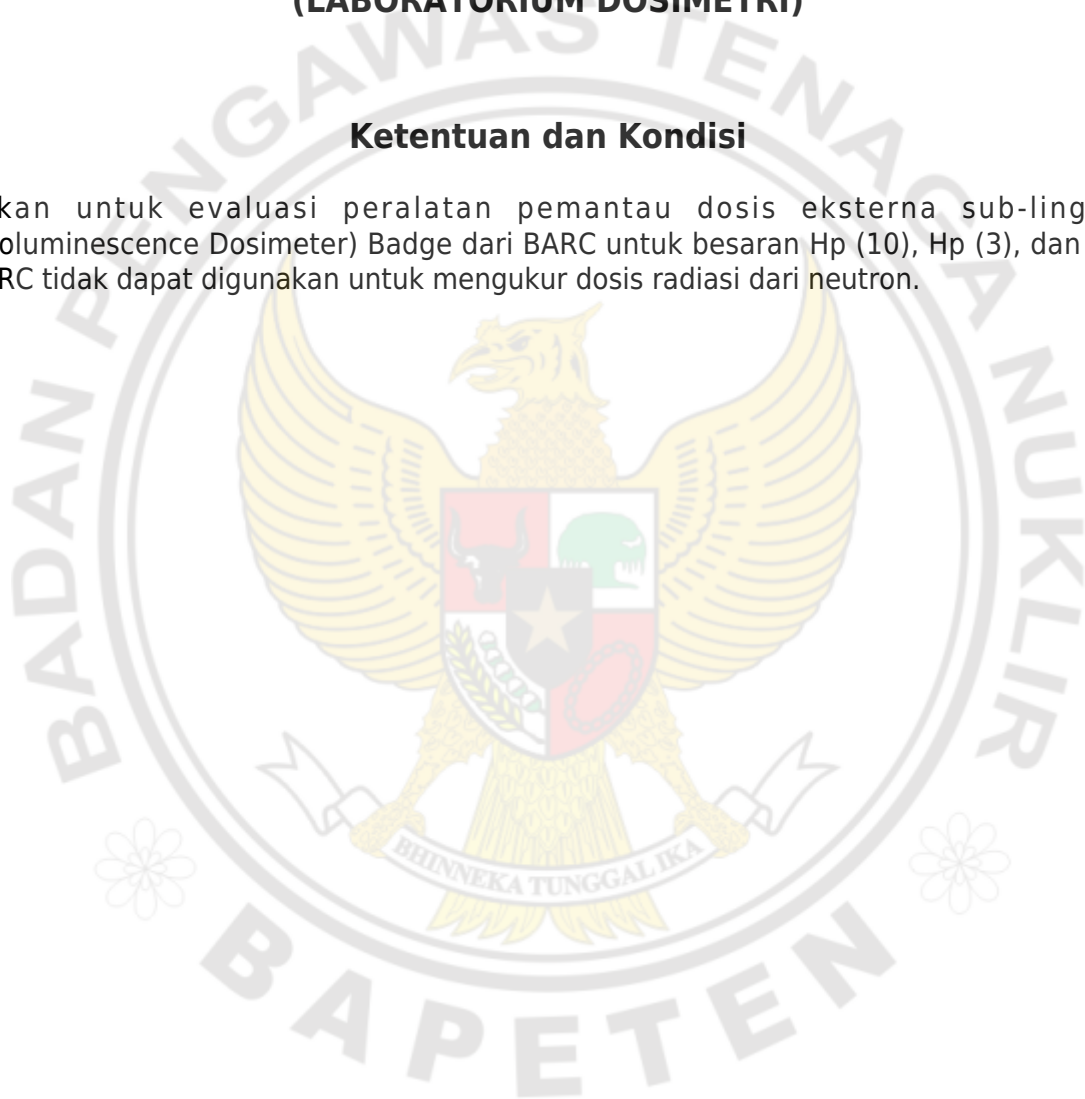 (LABORATORIUM DOSIMETRI)
Ketentuan dan Kondisi
kan untuk evaluasi peralatan pemantau dosis eksterna sub-ling
oluminescence Dosimeter) Badge dari BARC untuk besaran Hp (10), Hp (3), dan
RC tidak dapat digunakan untuk mengukur dosis radiasi dari neutron.
BADAN PENGAWAS TENAGA NUKLIR
BHINNEKA TUNGGAL IKA
BAPETEN